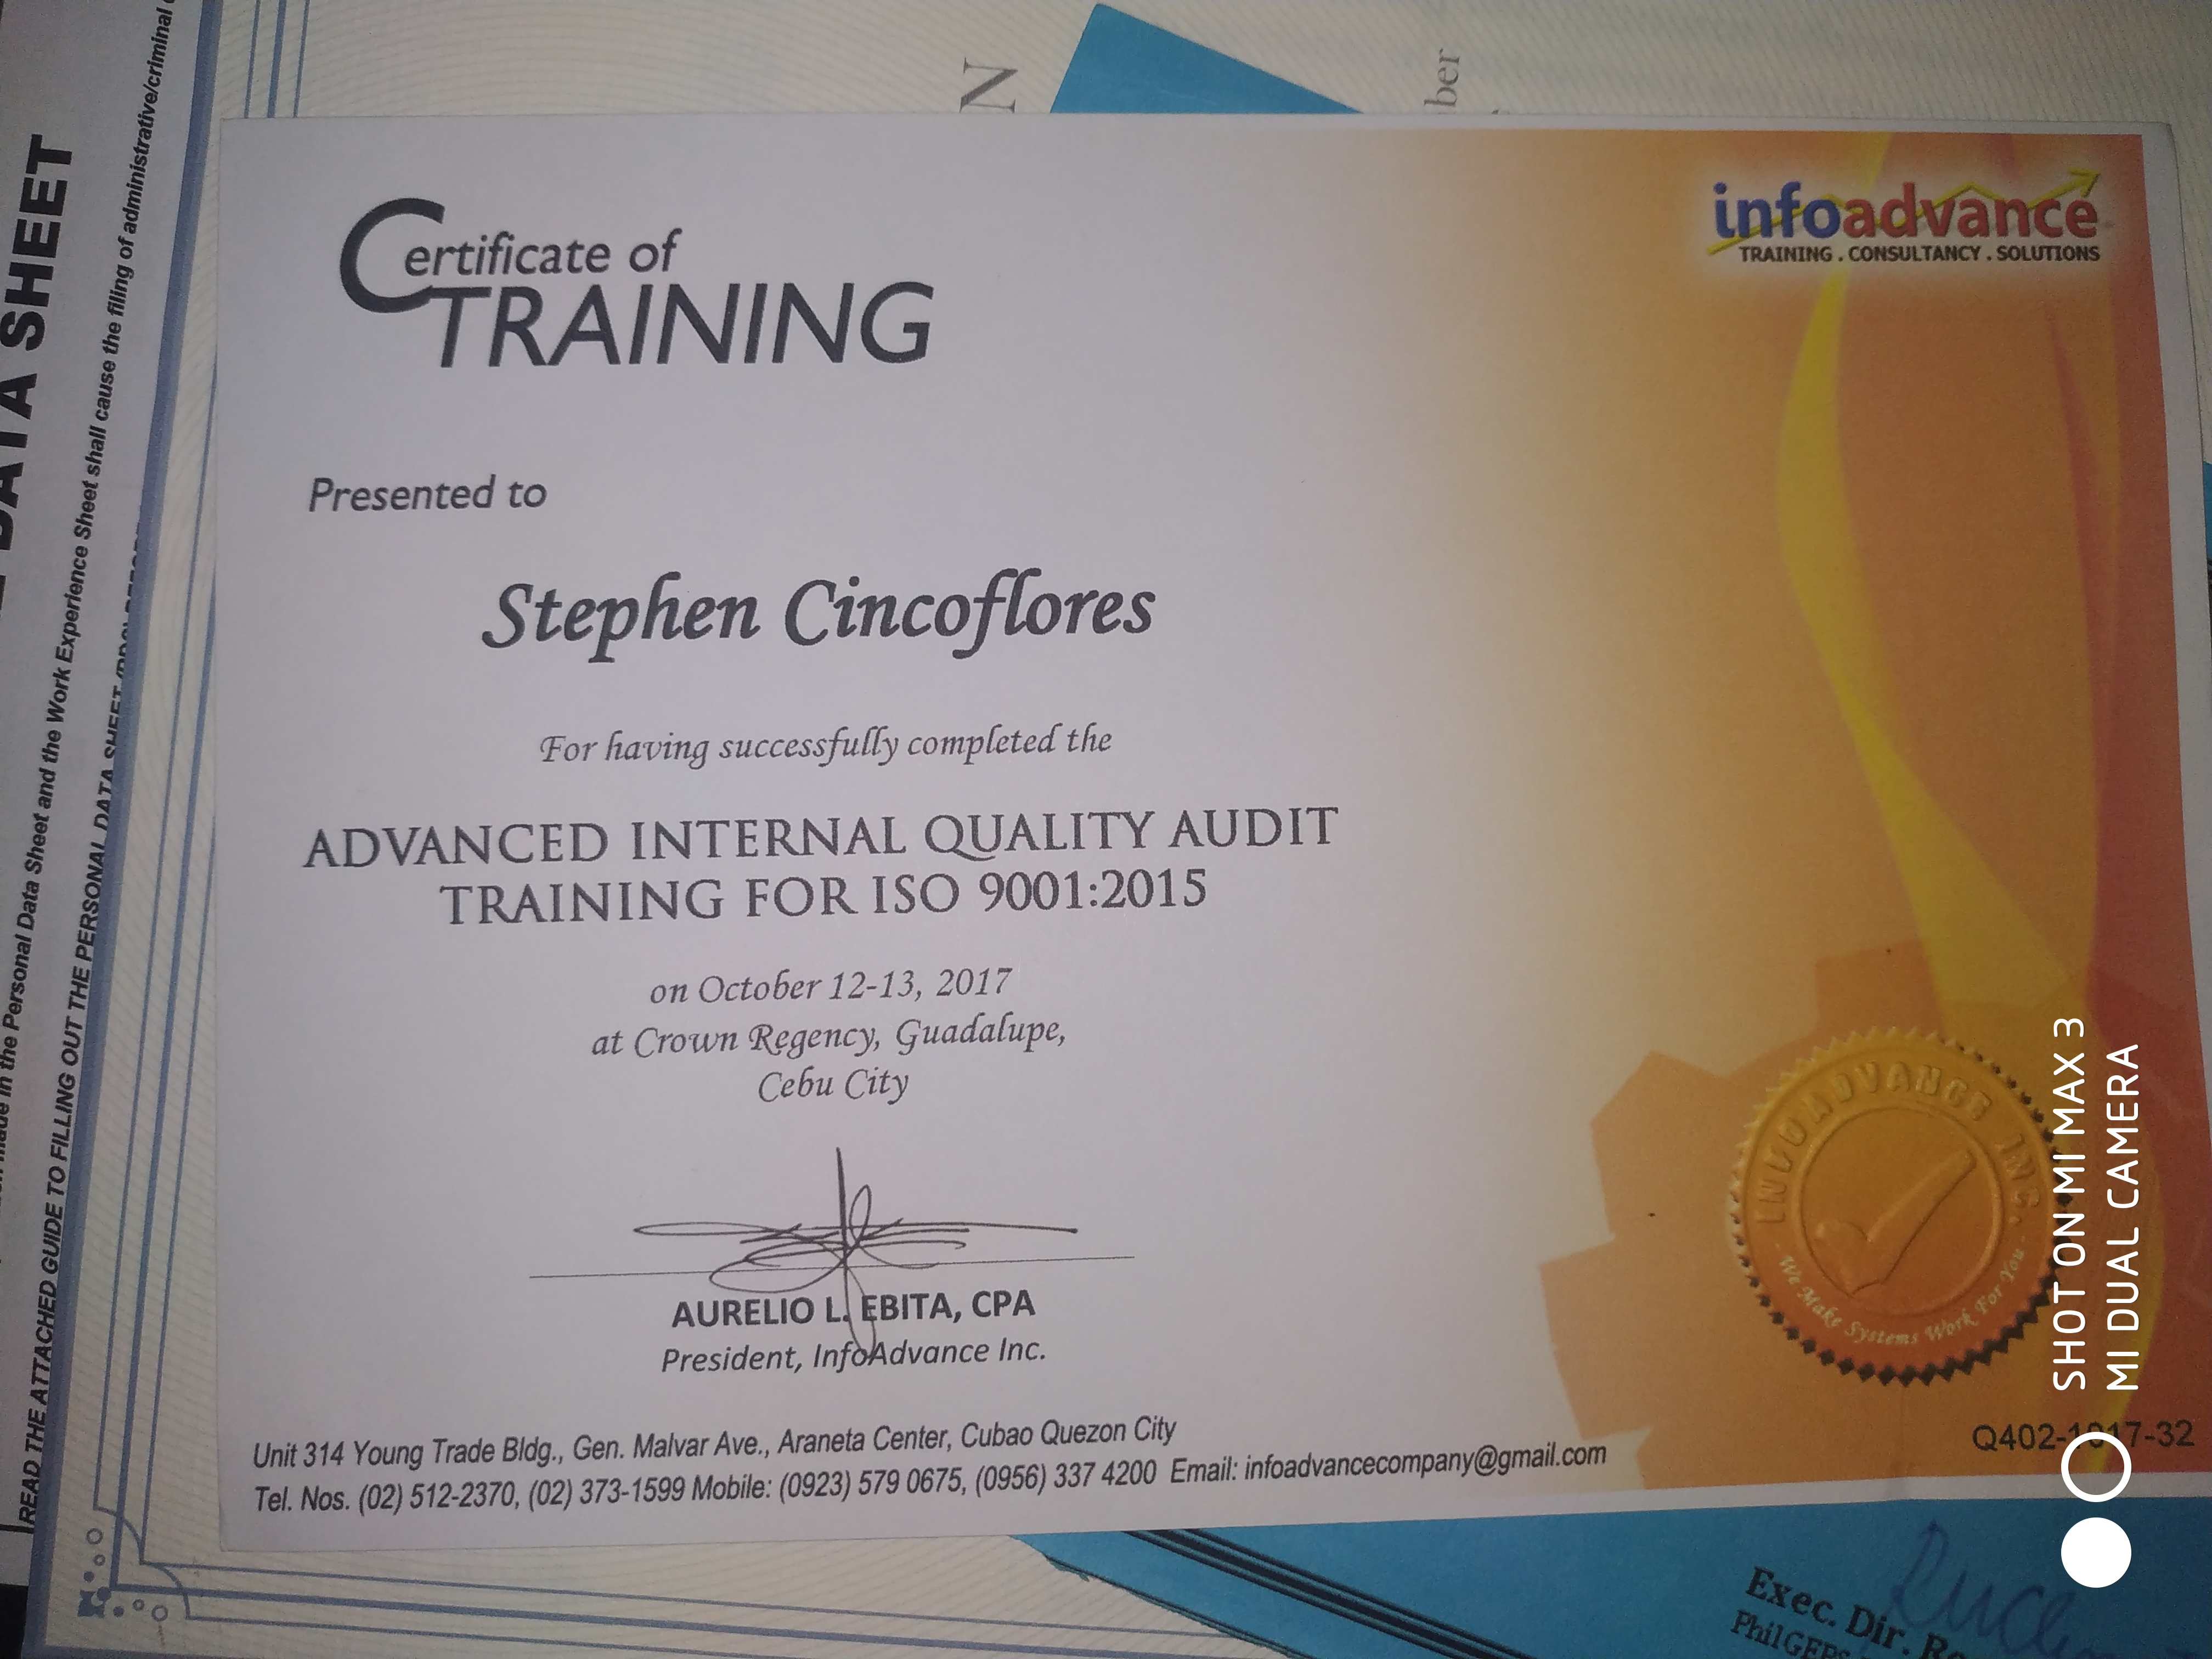 DATA SHEET
made in the Personal Data Sheet and the Work Experience Sheet shall cause the filing of administrative/criminal
READ THE ATTACHED GUIDE TO FILLING OUT THE PERSONAL DATA SHEET
N
ber
infoadvance
TRAINING . CONSULTANCY . SOLUTIONS
Certificate of
TRAINING
Presented to
Stephen Cincoflores
For having successfully completed the
ADVANCED INTERNAL QUALITY AUDIT
TRAINING FOR ISO 9001:2015
on October 12-13, 2017
at Crown Regency, Guadalupe,
Cebu City
AURELIO L. EBITA, CPA
President, InfoAdvance Inc.
INFOADVANCE INC.
- We Make Systems Work For You -
Unit 314 Young Trade Bldg., Gen. Malvar Ave., Araneta Center, Cubao Quezon City
Tel. Nos. (02) 512-2370, (02) 373-1599 Mobile: (0923) 579 0675, (0956) 337 4200 Email: infoadvancecompany@gmail.com
Q402-1017-32
SHOT ON MI MAX 3
MI DUAL CAMERA
Exec. Dir.
PhilGEPS